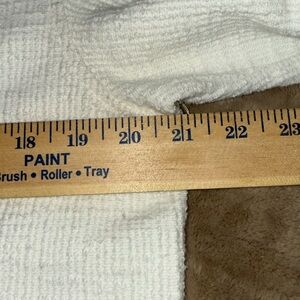 18 19 20 21 22 23
PAINT
Brush • Roller • Tray